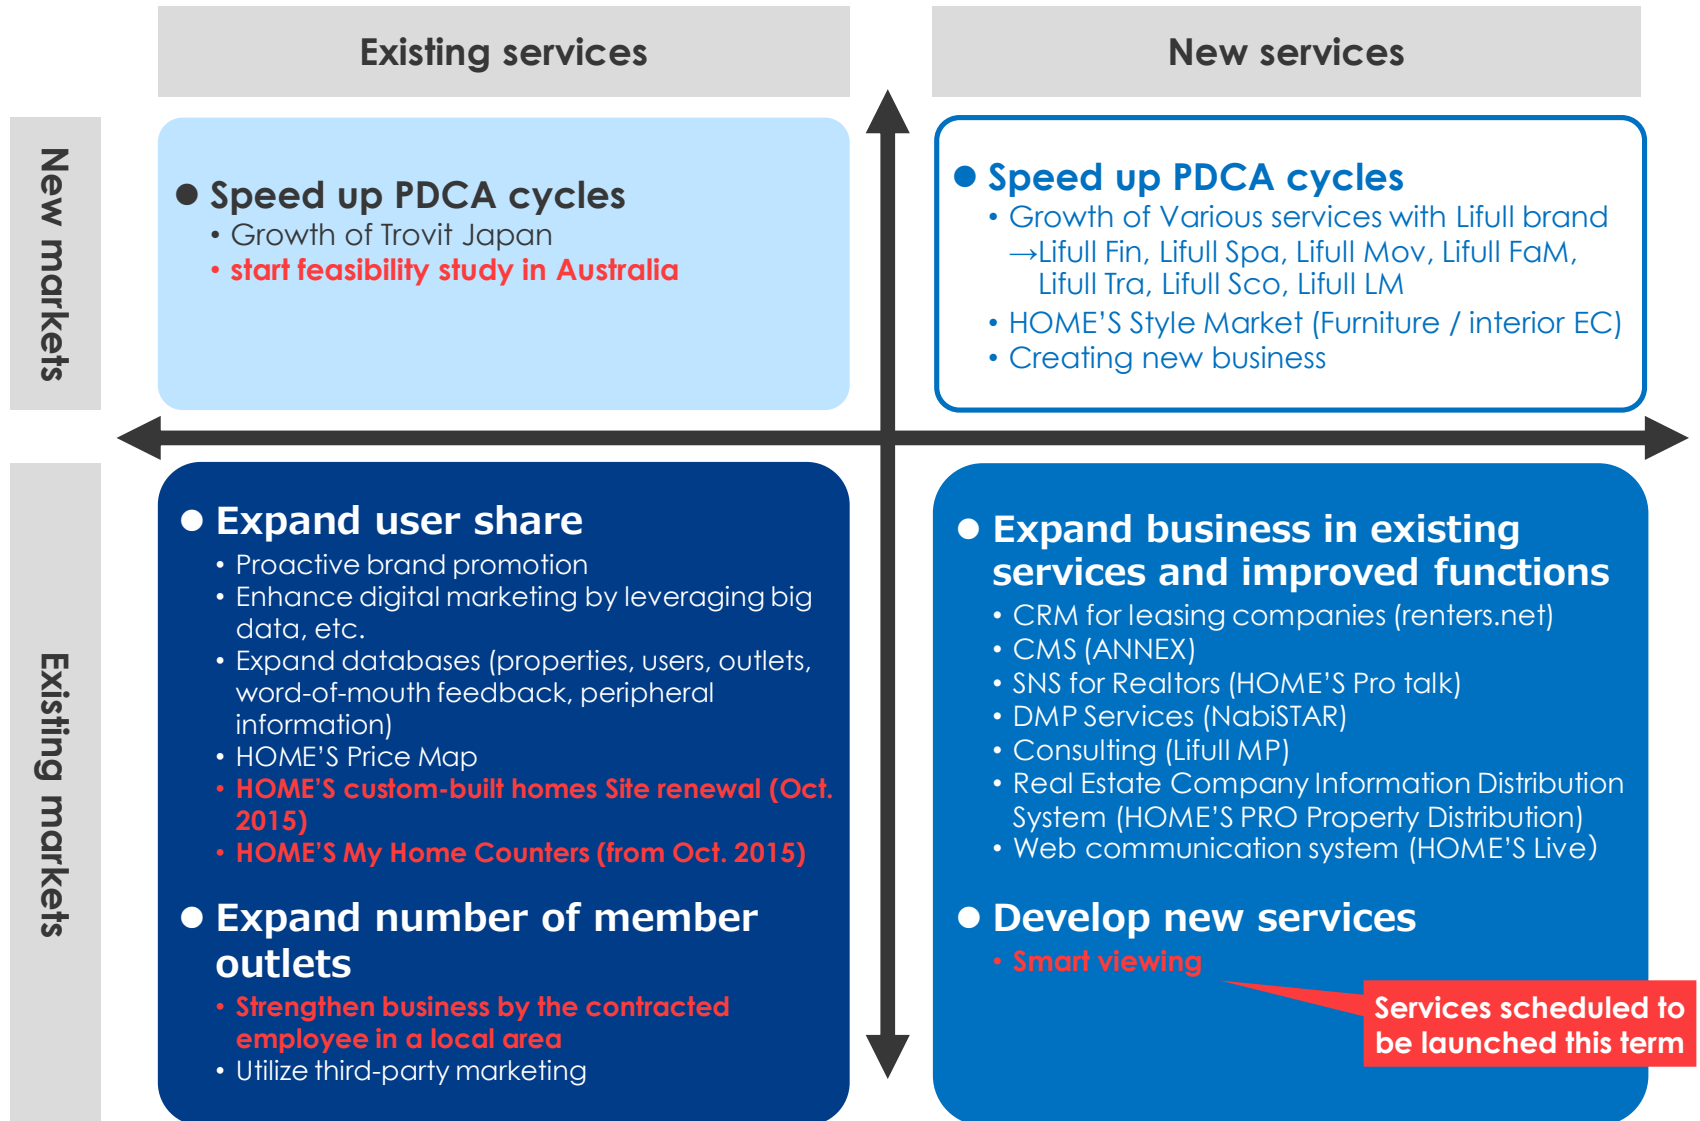 Existing services
New services
New markets
● Speed up PDCA cycles
• Growth of Trovit Japan
• start feasibility study in Australia
● Speed up PDCA cycles
• Growth of Various services with Lifull brand
→Lifull Fin, Lifull Spa, Lifull Mov, Lifull FaM,
Lifull Tra, Lifull Sco, Lifull LM
• HOME’S Style Market (Furniture / interior EC)
• Creating new business
Existing markets
● Expand user share
• Proactive brand promotion
• Enhance digital marketing by leveraging big
data, etc.
• Expand databases (properties, users, outlets,
word-of-mouth feedback, peripheral
information)
• HOME’S Price Map
• HOME’S custom-built homes Site renewal (Oct.
2015)
• HOME’S My Home Counters (from Oct. 2015)
● Expand number of member
outlets
• Strengthen business by the contracted
employee in a local area
• Utilize third-party marketing
● Expand business in existing
services and improved functions
• CRM for leasing companies (renters.net)
• CMS (ANNEX)
• SNS for Realtors (HOME’S Pro talk)
• DMP Services (NabiSTAR)
• Consulting (Lifull MP)
• Real Estate Company Information Distribution
System (HOME’S PRO Property Distribution)
• Web communication system (HOME’S Live）
● Develop new services
• Smart viewing
Services scheduled to
be launched this term